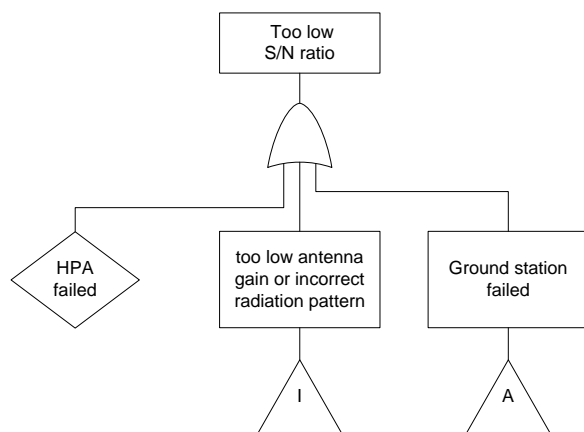 Too low
S/N ratio
HPA
failed
too low antenna
gain or incorrect
radiation pattern
Ground station
failed
I
A